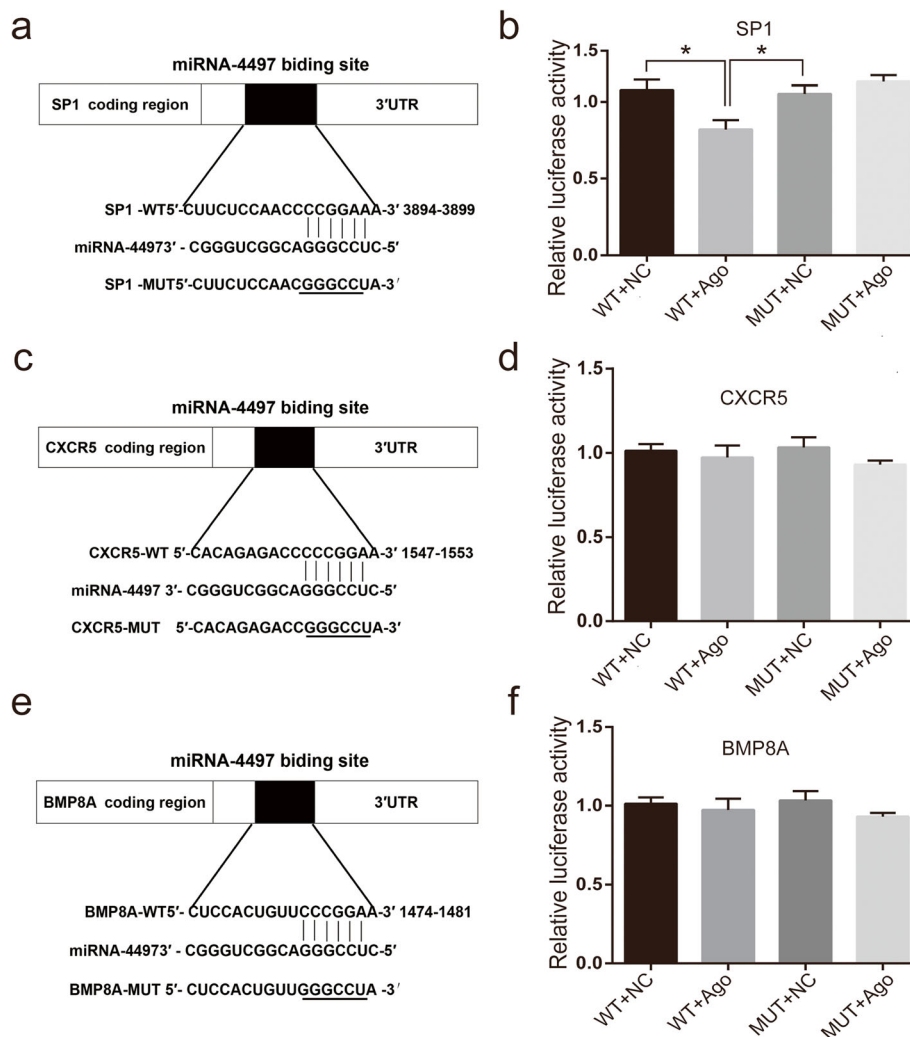 a
miRNA-4497 biding site
SP1 coding region
3'UTR
SP1 -WT5'-CUUCUCCAACCCCGGAAA-3' 3894-3899
miRNA-44973' - CGGGUCGGCAGGGCCUC-5'
SP1 -MUT5'-CUUCUCCAACGGGCCUA-3'
b
SP1
* *
Relative luciferase activity
1.5
1.0
0.5
0.0
WT+NC
WT+Ago
MUT+NC
MUT+Ago
c
miRNA-4497 biding site
CXCR5 coding region
3'UTR
CXCR5-WT 5'-CACAGAGACCCCCGGAA-3' 1547-1553
miRNA-4497 3'- CGGGUCGGCAGGGCCUC-5'
CXCR5-MUT 5'-CACAGAGACCGGGCCUA-3'
d
CXCR5
Relative luciferase activity
1.5
1.0
0.5
0.0
WT+NC
WT+Ago
MUT+NC
MUT+Ago
e
miRNA-4497 biding site
BMP8A coding region
3'UTR
BMP8A-WT5'- CUCCACUGUUCCCGGAA-3' 1474-1481
miRNA-44973' - CGGGUCGGCAGGGCCUC-5'
BMP8A-MUT 5'- CUCCACUGUUGGGCCUA -3'
f
BMP8A
Relative luciferase activity
1.5
1.0
0.5
0.0
WT+NC
WT+Ago
MUT+NC
MUT+Ago